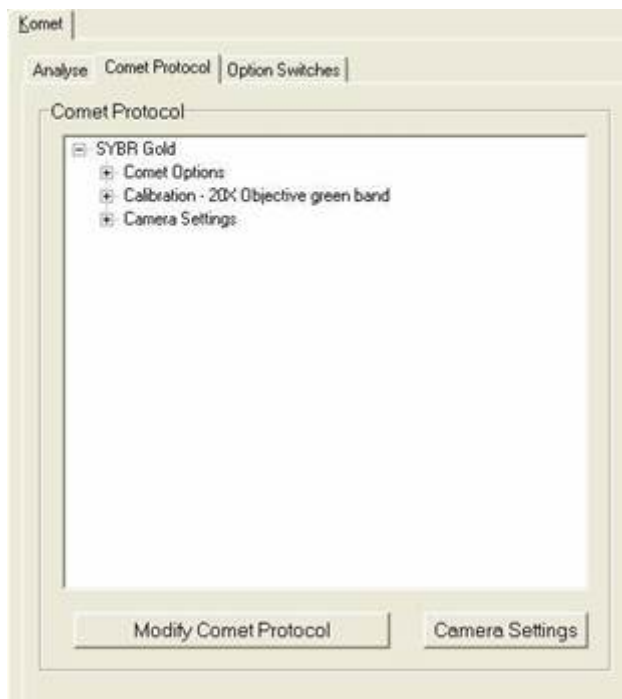 Komet
Analyse Comet Protocol Option Switches
Comet Protocol
SYBR Gold
Comet Options
Calibration - 20X Objective green band
Camera Settings
Modify Comet Protocol Camera Settings